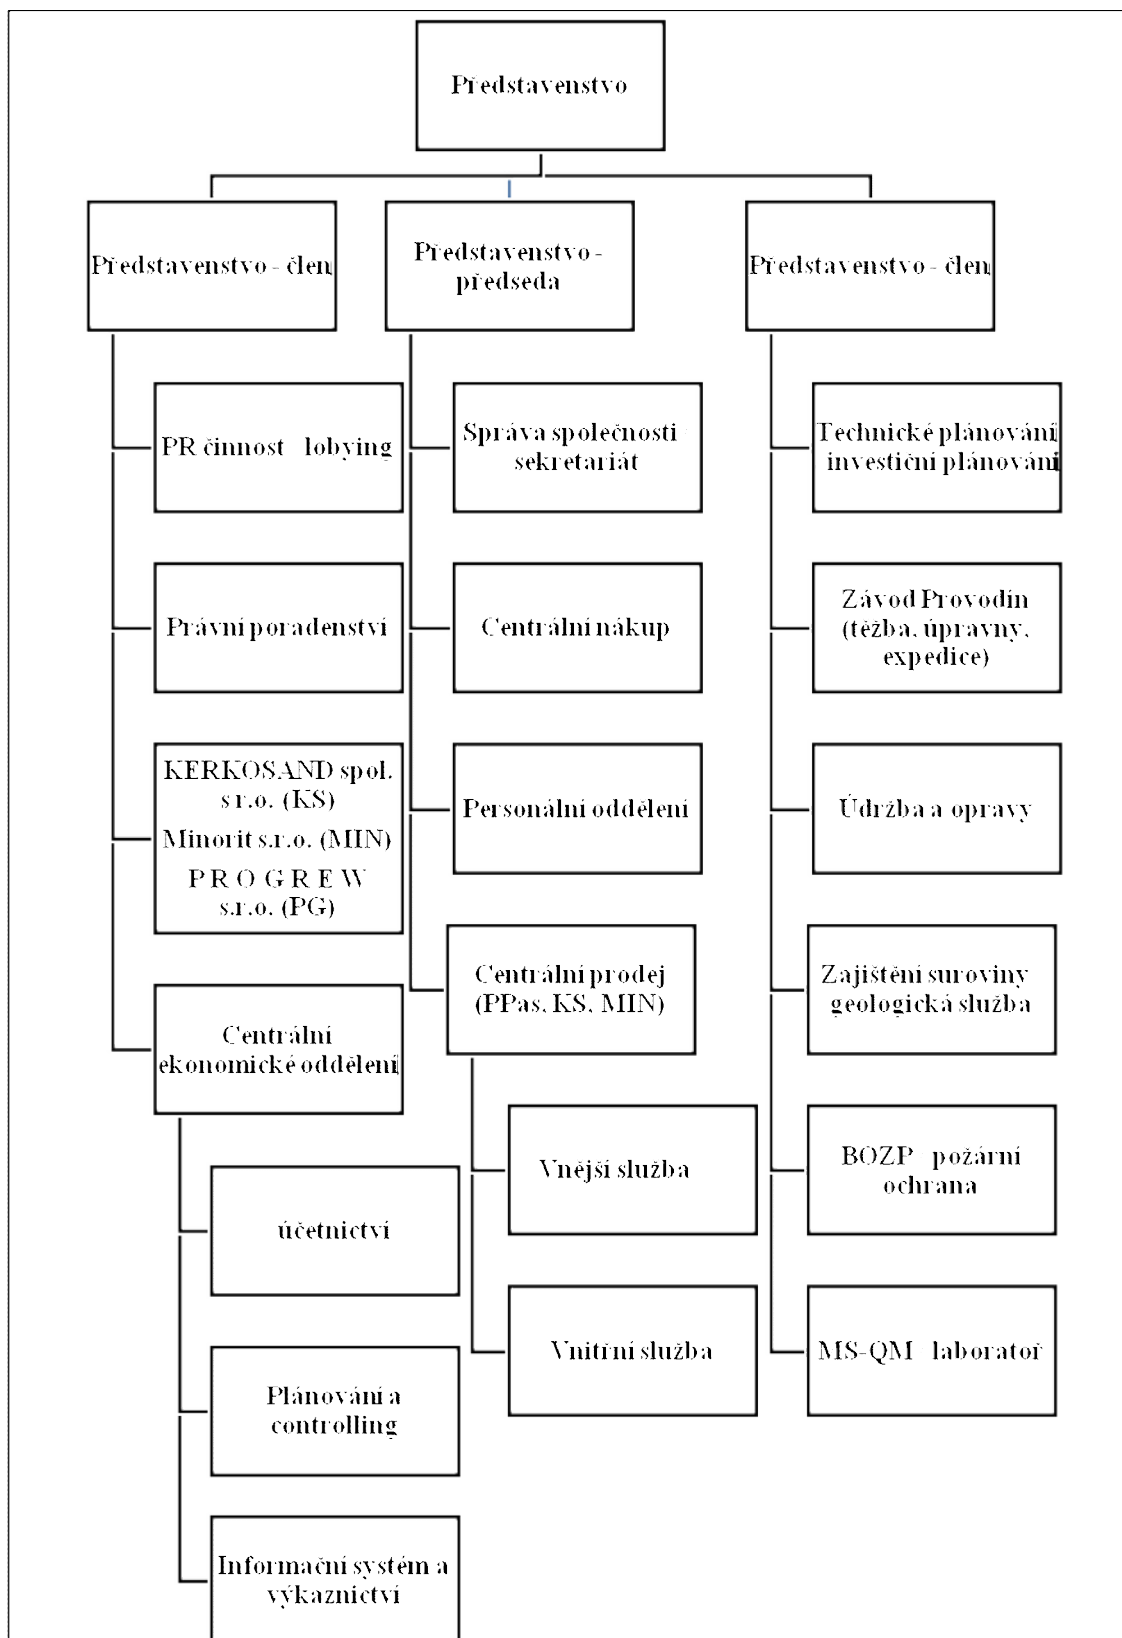 Představenstvo
Představenstvo - člen
PR činnost lobying
Právní poradenství
KERKOSAND spol.
s r.o. (KS)
Minorit s.r.o. (MIN)
P R O G R E W
s.r.o. (PG)
Centrální
ekonomické oddělení
účetnictví
Plánování a
controlling
Informační systém a
výkaznictví
Představenstvo -
předseda
Správa společnosti
sekretariát
Centrální nákup
Personální oddělení
Centrální prodej
(PPas, KS, MIN)
Vnější služba
Vnitřní služba
Představenstvo - člen
Technické plánování
investiční plánování
Závod Provodín
(těžba, úpravny,
expedice)
Údržba a opravy
Zajištění suroviny
geologická služba
BOZP požární
ochrana
MS-QM laboratoř